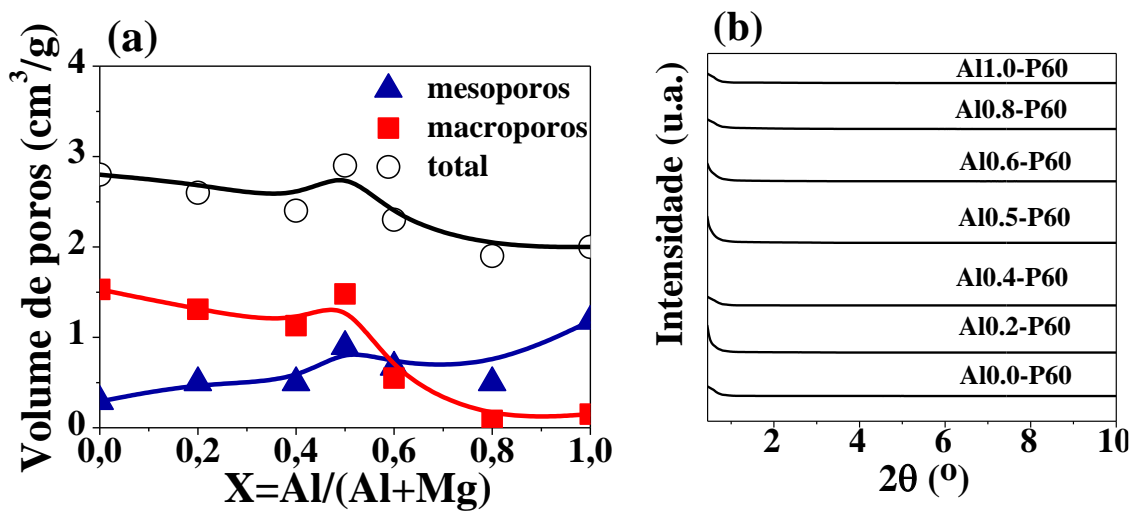 (a)
Volume de poros (cm³/g)
4
3
2
1
0
mesoporos
macroporos
total
0,0 0,2 0,4 0,6 0,8 1,0
X=Al/(Al+Mg)
(b)
Intensidade (u.a.)
Al1.0-P60
Al0.8-P60
Al0.6-P60
Al0.5-P60
Al0.4-P60
Al0.2-P60
Al0.0-P60
2 4 6 8 10
2θ (º)